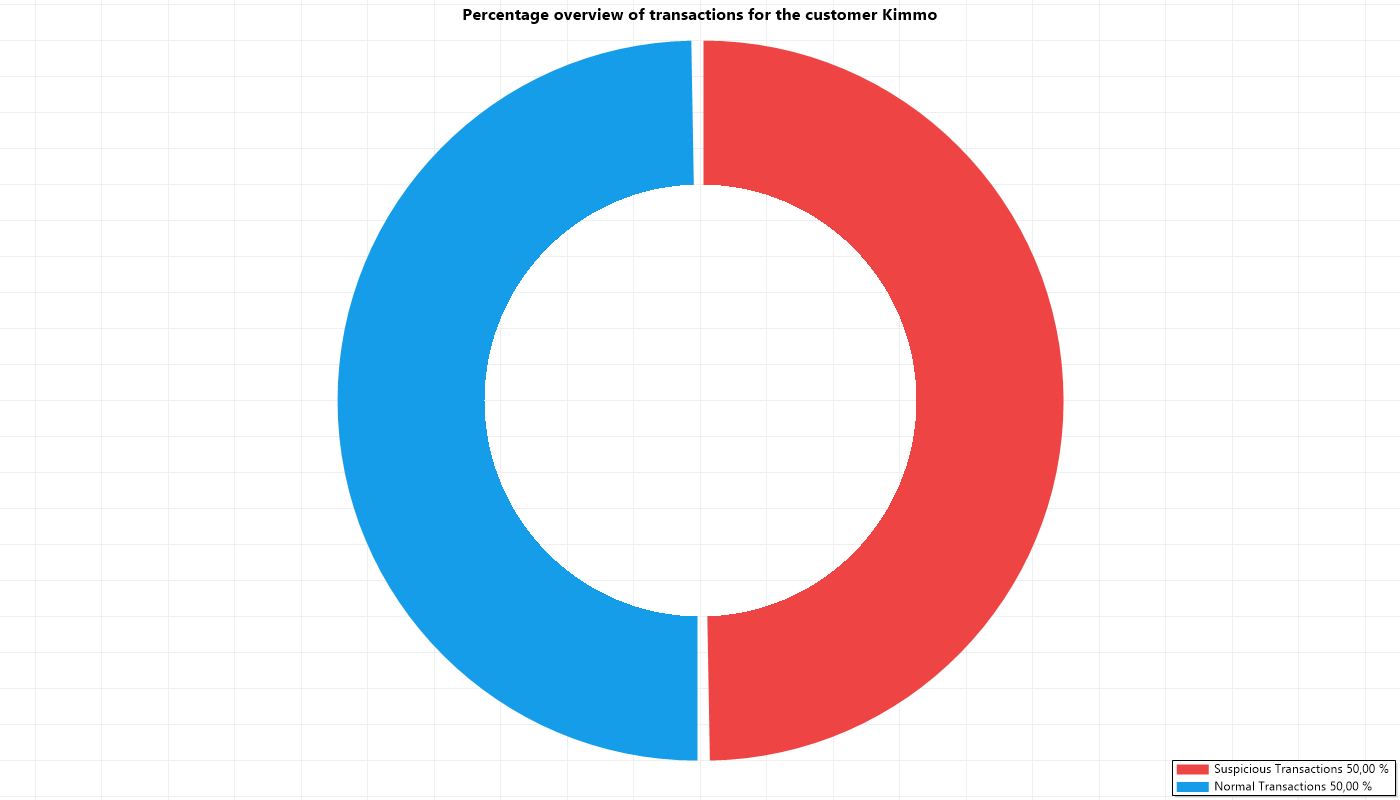 Percentage overview of transactions for the customer Kimmo
Suspicious Transactions 50,00 %
Normal Transactions 50,00 %